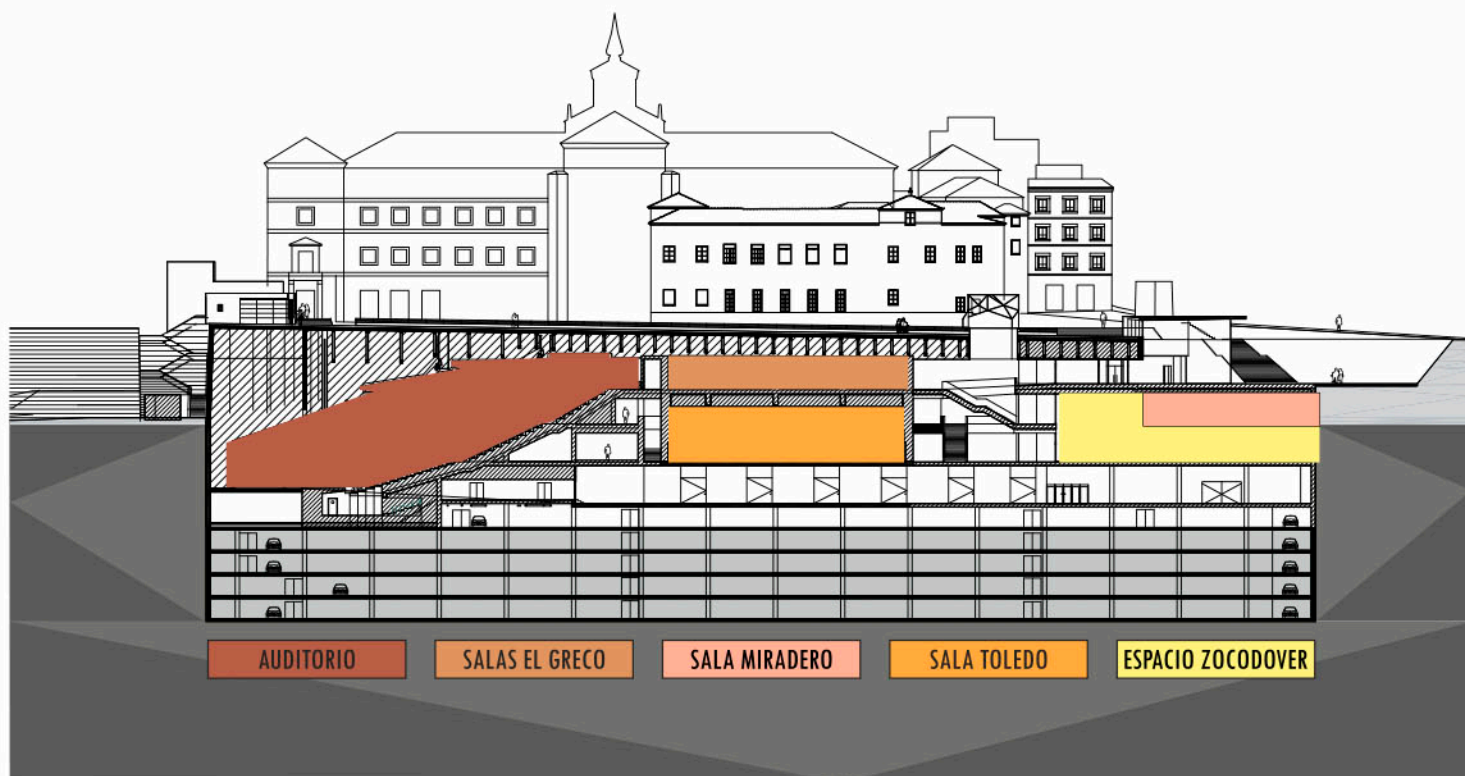 AUDITORIO
SALAS EL GRECO
SALA MIRADERO
SALA TOLEDO
ESPACIO ZOCODOVER